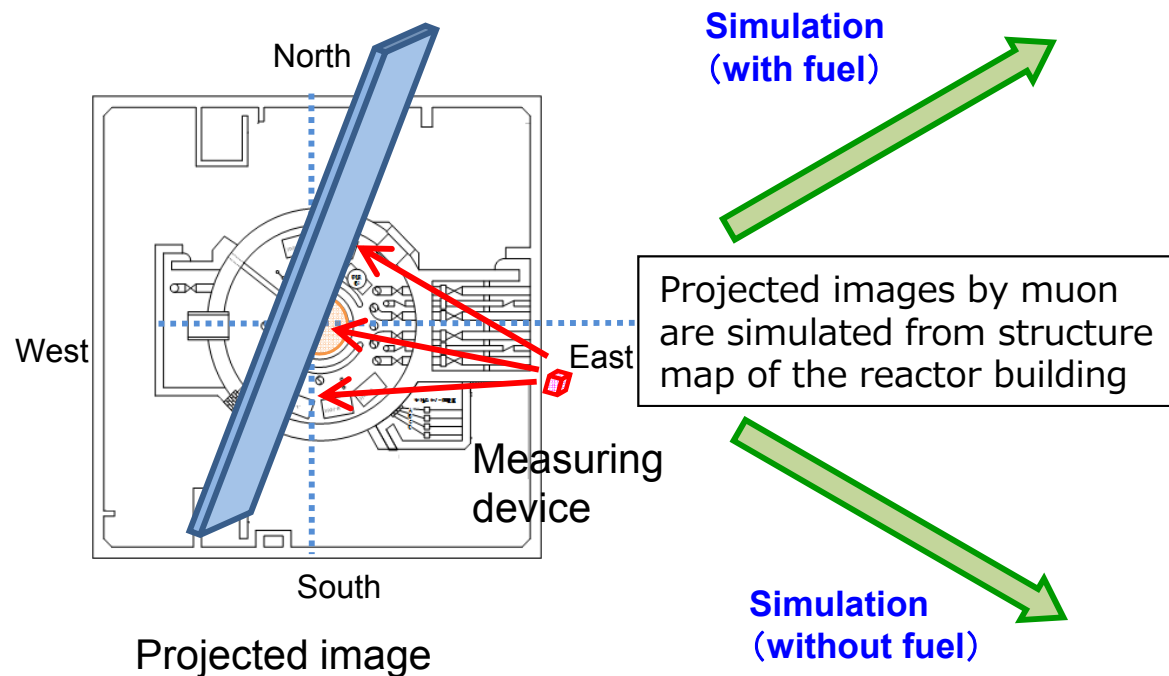 Simulation
（with fuel）
North
Projected images by muon
are simulated from structure
map of the reactor building
West
East
Measuring
device
South
Simulation
（without fuel）
Projected image